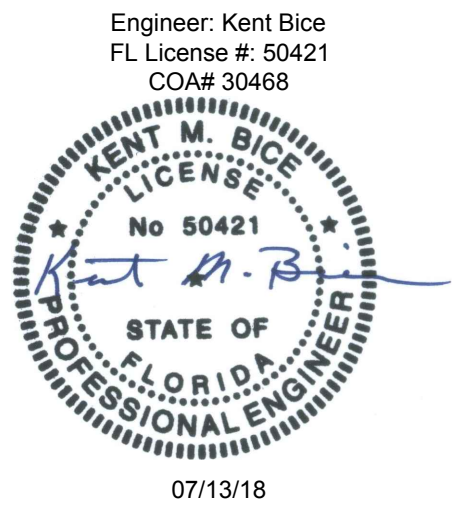 Engineer: Kent Bice
FL License #: 50421
COA# 30468
KENT M. BICE
LICENSE
No 50421
Kent M. Bice
STATE OF
FLORIDA
PROFESSIONAL ENGINEER
07/13/18